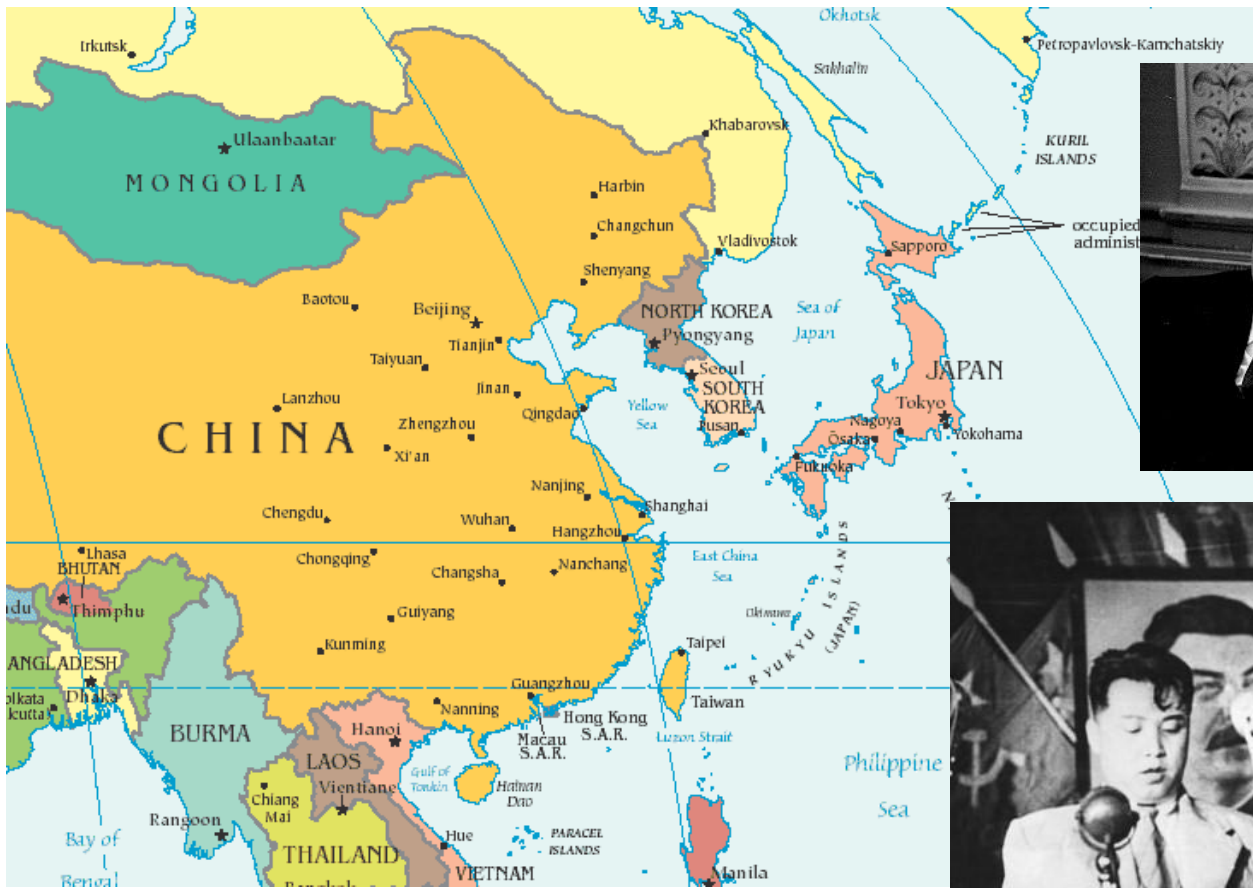 Okhotsk
Irkutsk
Petropavlovsk-Kamchatskiy
Sakhalin
Khabarovsk
Ulaanbaatar
KURIL
ISLANDS
MONGOLIA
Harbin
Changchun
occupied
Vladivostok
Sapporo
Shenyang
Baotou
Beijing
NORTH KOREA
Sea of
Japan
Tianjin
Pyongyang
Taiyuan
Seoul
JAPAN
Jinan
SOUTH
KOREA
Lanzhou
Qingdao
Yellow
Sea
Tokyo
Zhengzhou
Pusan
Nagoya
Ōsaka
Yokohama
CHINA
Xi'an
Fukuoka
Nanjing
Shanghai
Chengdu
Wuhan
Hangzhou
Lhasa
Chongqing
East China
Sea
BHUTAN
Changsha
Nanchang
Thimphu
Guiyang
Okinawa
RYUKYU ISLANDS
(JAPAN)
Kunming
Taipei
ANGLADESH
Guangzhou
Dhaka
Nanning
Taiwan
Hong Kong
S.A.R.
BURMA
Hanoi
Macau
S.A.R.
Luzon Strait
LAOS
Philippine
Sea
Gulf of
Tonkin
Hainan
Dao
Vientiane
Chiang
Mai
Rangoon
PARACEL
ISLANDS
Bay of
Bengal
Hue
THAILAND
VIETNAM
Manila